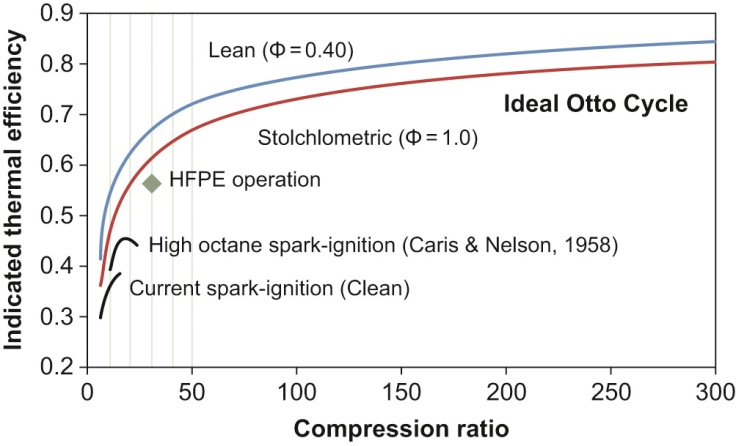 Indicated thermal efficiency
0.9
0.8
0.7
0.6
0.5
0.4
0.3
0.2
Lean (Φ = 0.40)
Ideal Otto Cycle
Stolchlometric (Φ = 1.0)
HFPE operation
High octane spark-ignition (Caris & Nelson, 1958)
Current spark-ignition (Clean)
0 50 100 150 200 250 300
Compression ratio